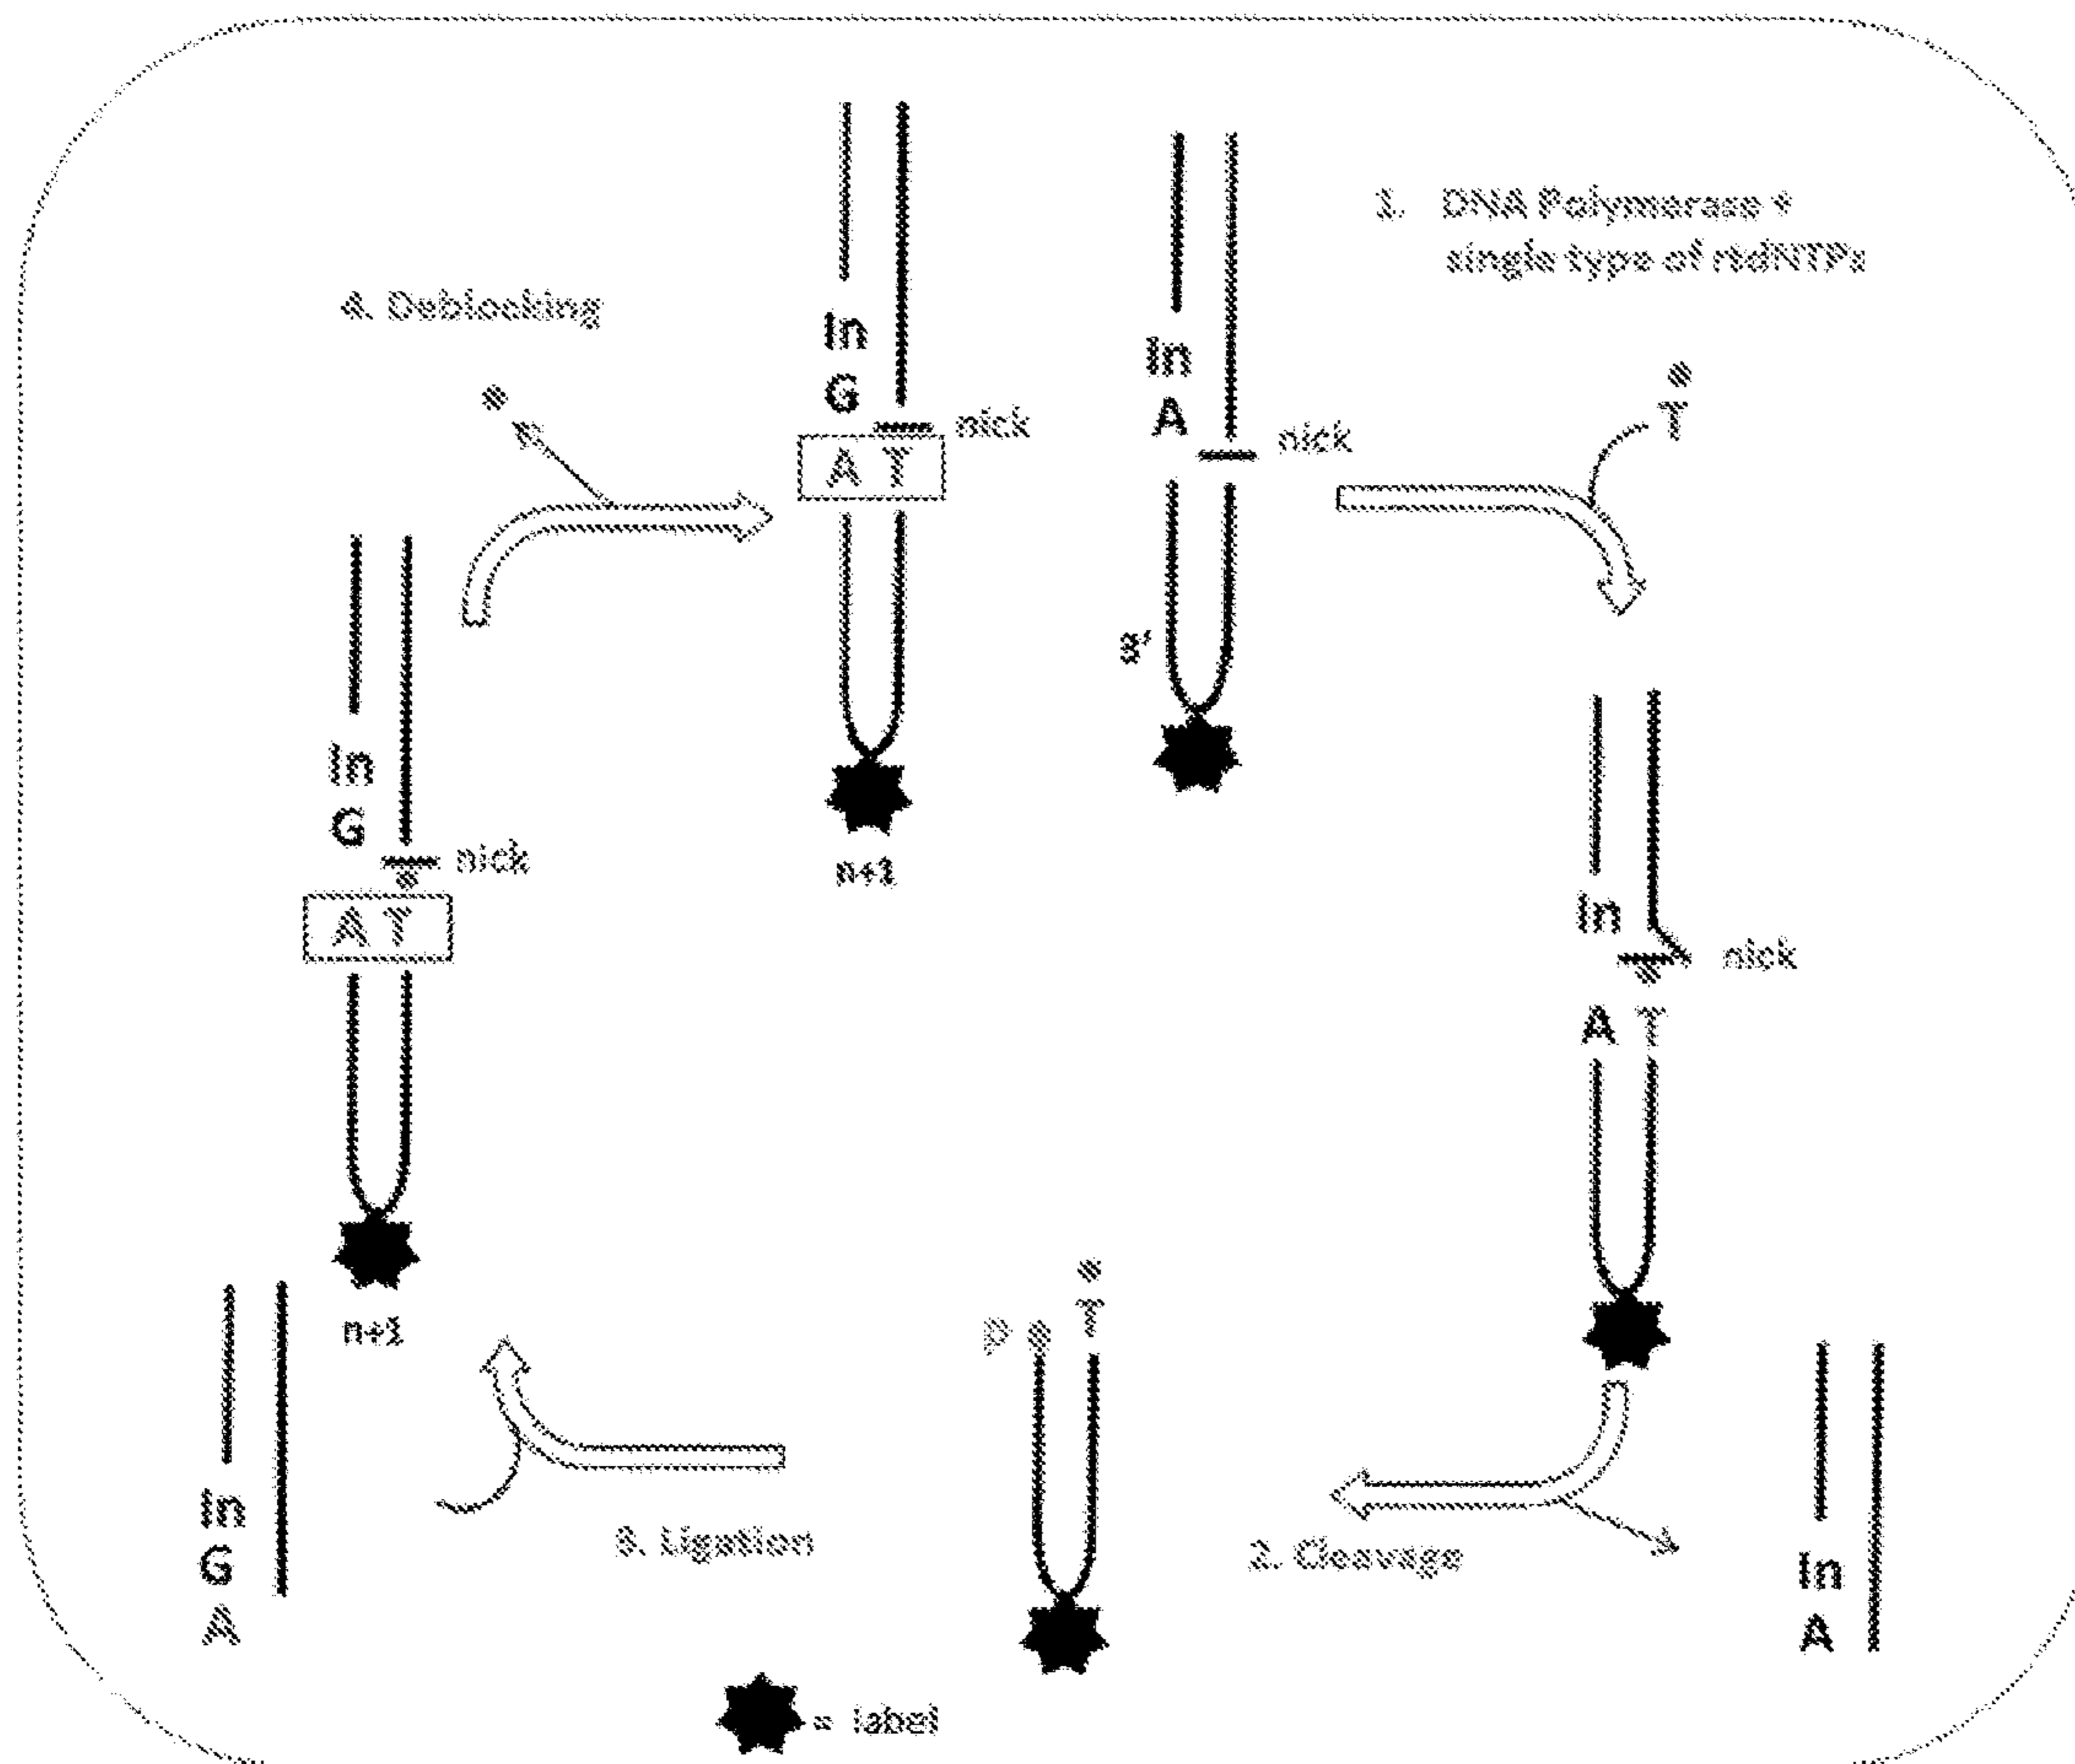 4. Deblocking
In
G
nick
A T
n+1
In
A
nick
3'
1. DNA Polymerase +
single type of rtdNTPs
T
In
nick
A T
2. Cleavage
In
A
T
p
3. Ligation
In
G
A
In
G
nick
A T
n+1
= label